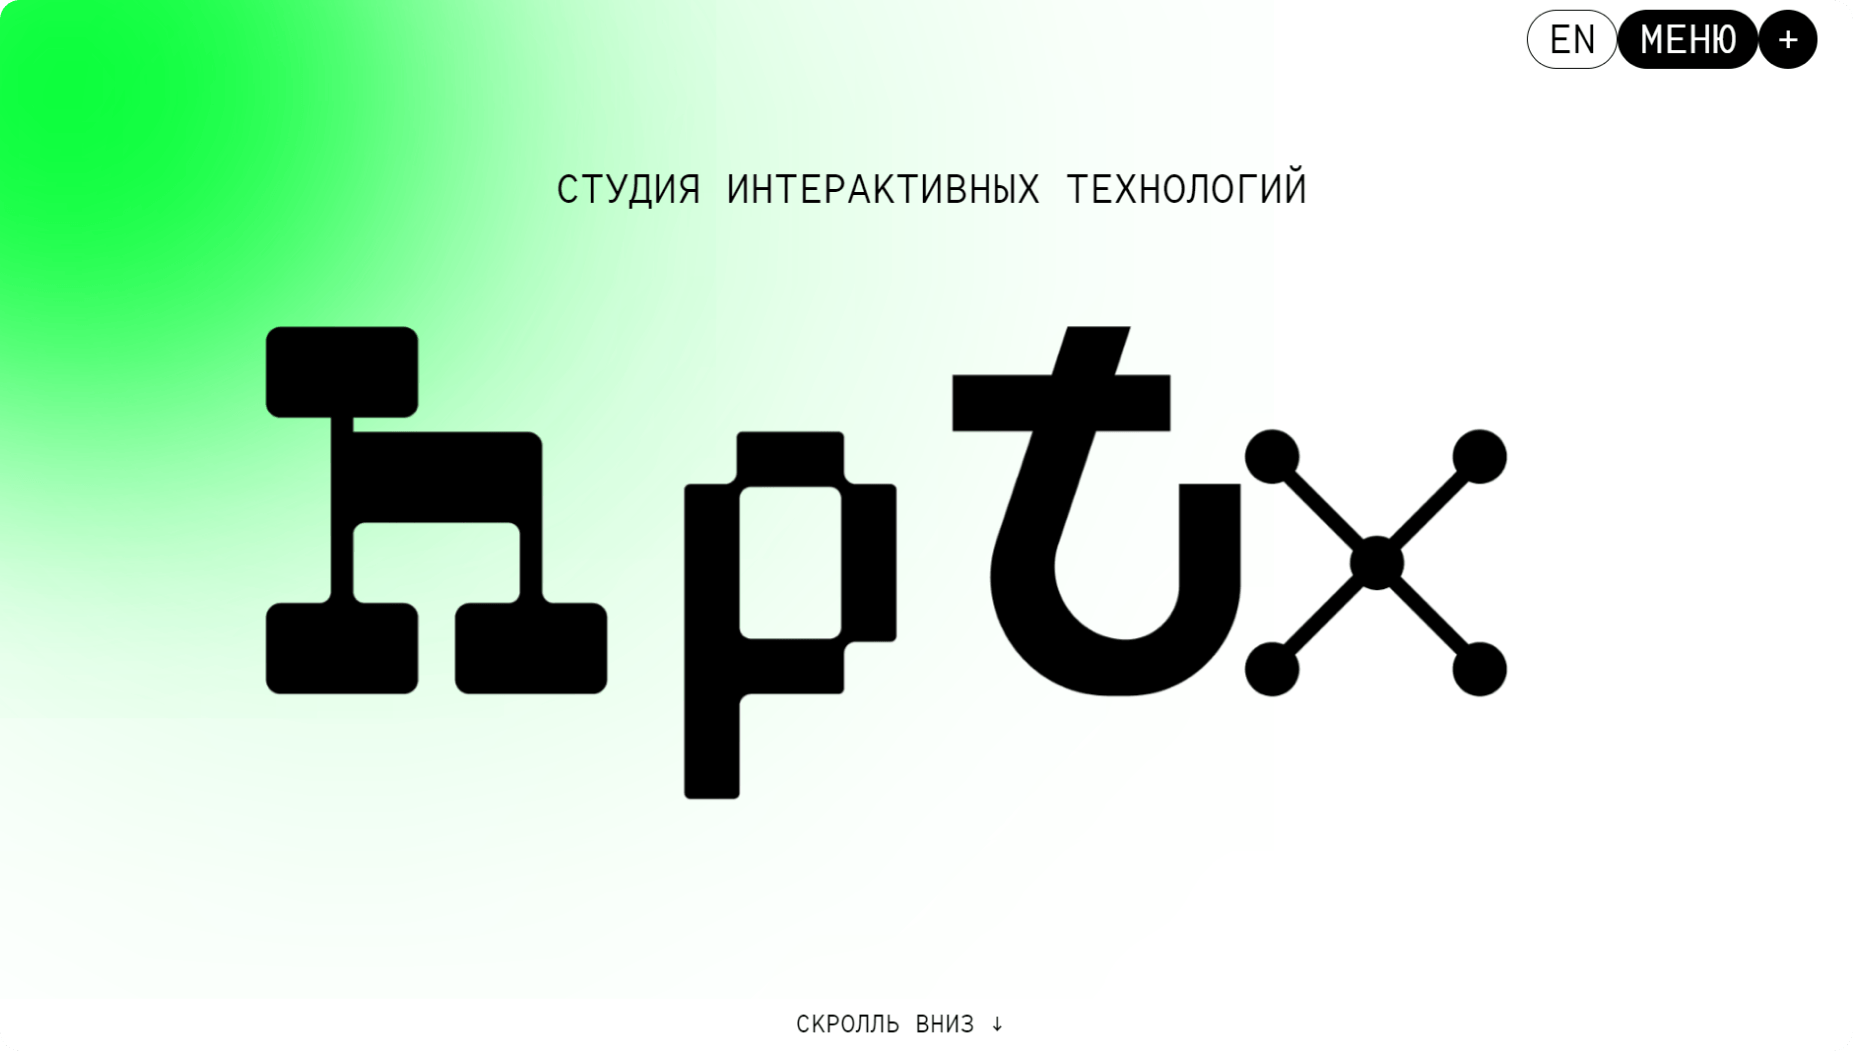 EN МЕНЮ +
СТУДИЯ ИНТЕРАКТИВНЫХ ТЕХНОЛОГИЙ
hptx
СКРОЛЛЬ ВНИЗ ↓